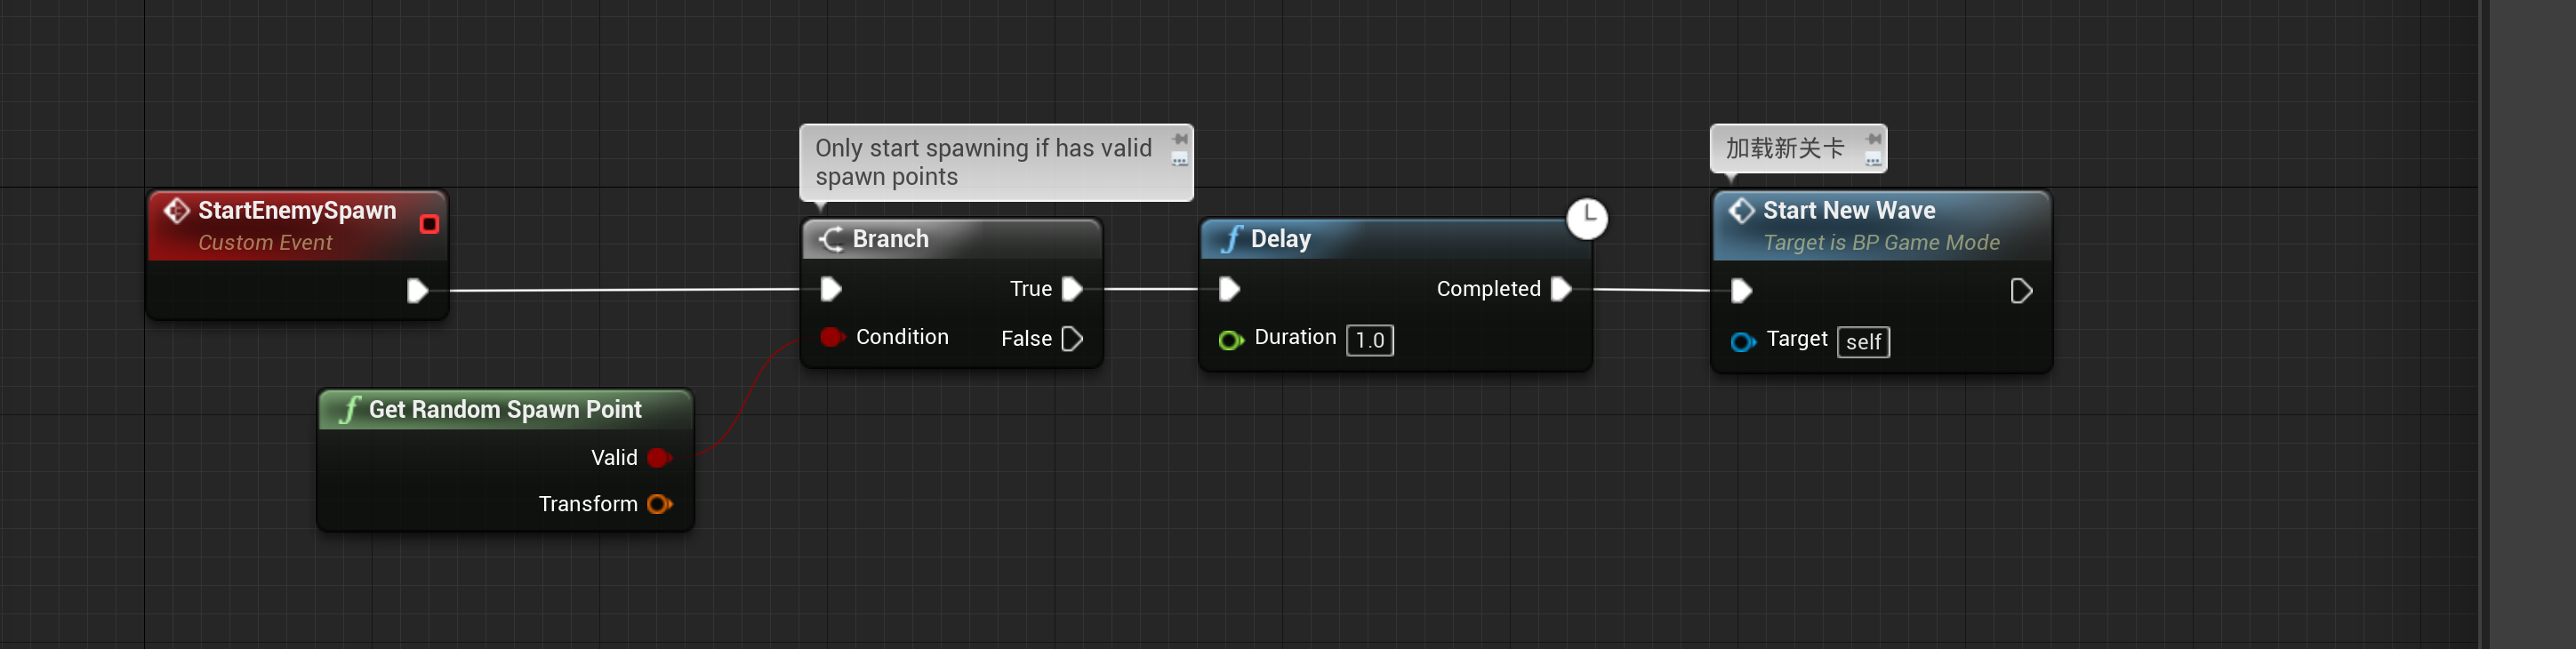 Only start spawning if has valid
spawn points
加载新关卡
StartEnemySpawn
Custom Event
Branch
True
Condition
False
Delay
Completed
Duration 1.0
Start New Wave
Target is BP Game Mode
Target self
Get Random Spawn Point
Valid
Transform